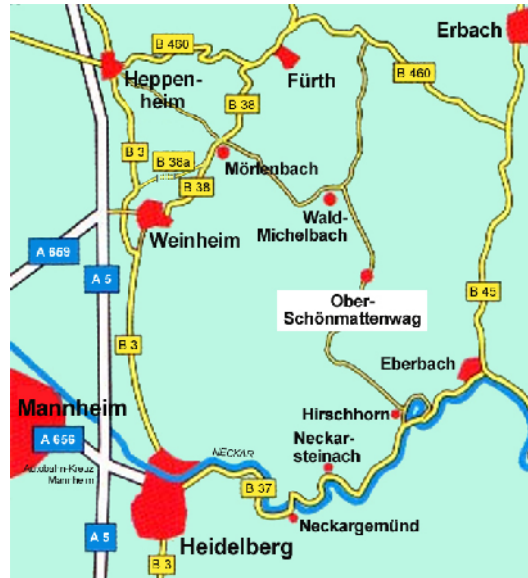 Erbach
B 460
Fürth
B 460
Heppen-
heim
B 38
B 3
B 38a
Mörlenbach
B 38
Wald-
Michelbach
Weinheim
A 659
A 5
Ober-
Schönmattenwag
B 45
B 3
Eberbach
Mannheim
Hirschhorn
A 656
NECKAR
Neckar-
steinach
Autobahn-Kreuz
Mannheim
B 37
Neckargemünd
A 5
Heidelberg
B 3